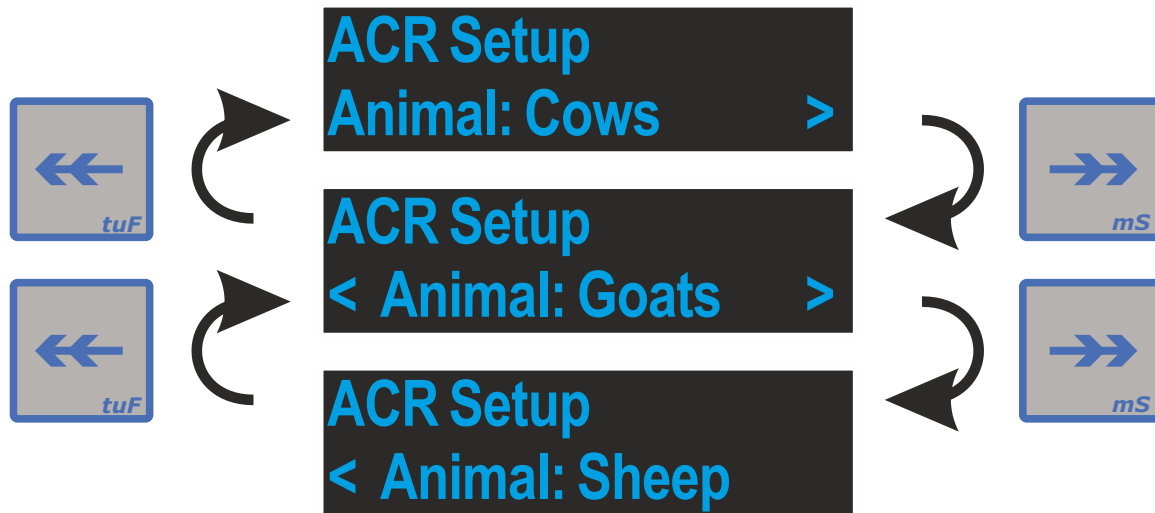 ACR Setup
Animal: Cows >
tuF
mS
ACR Setup
< Animal: Goats >
tuF
mS
ACR Setup
< Animal: Sheep